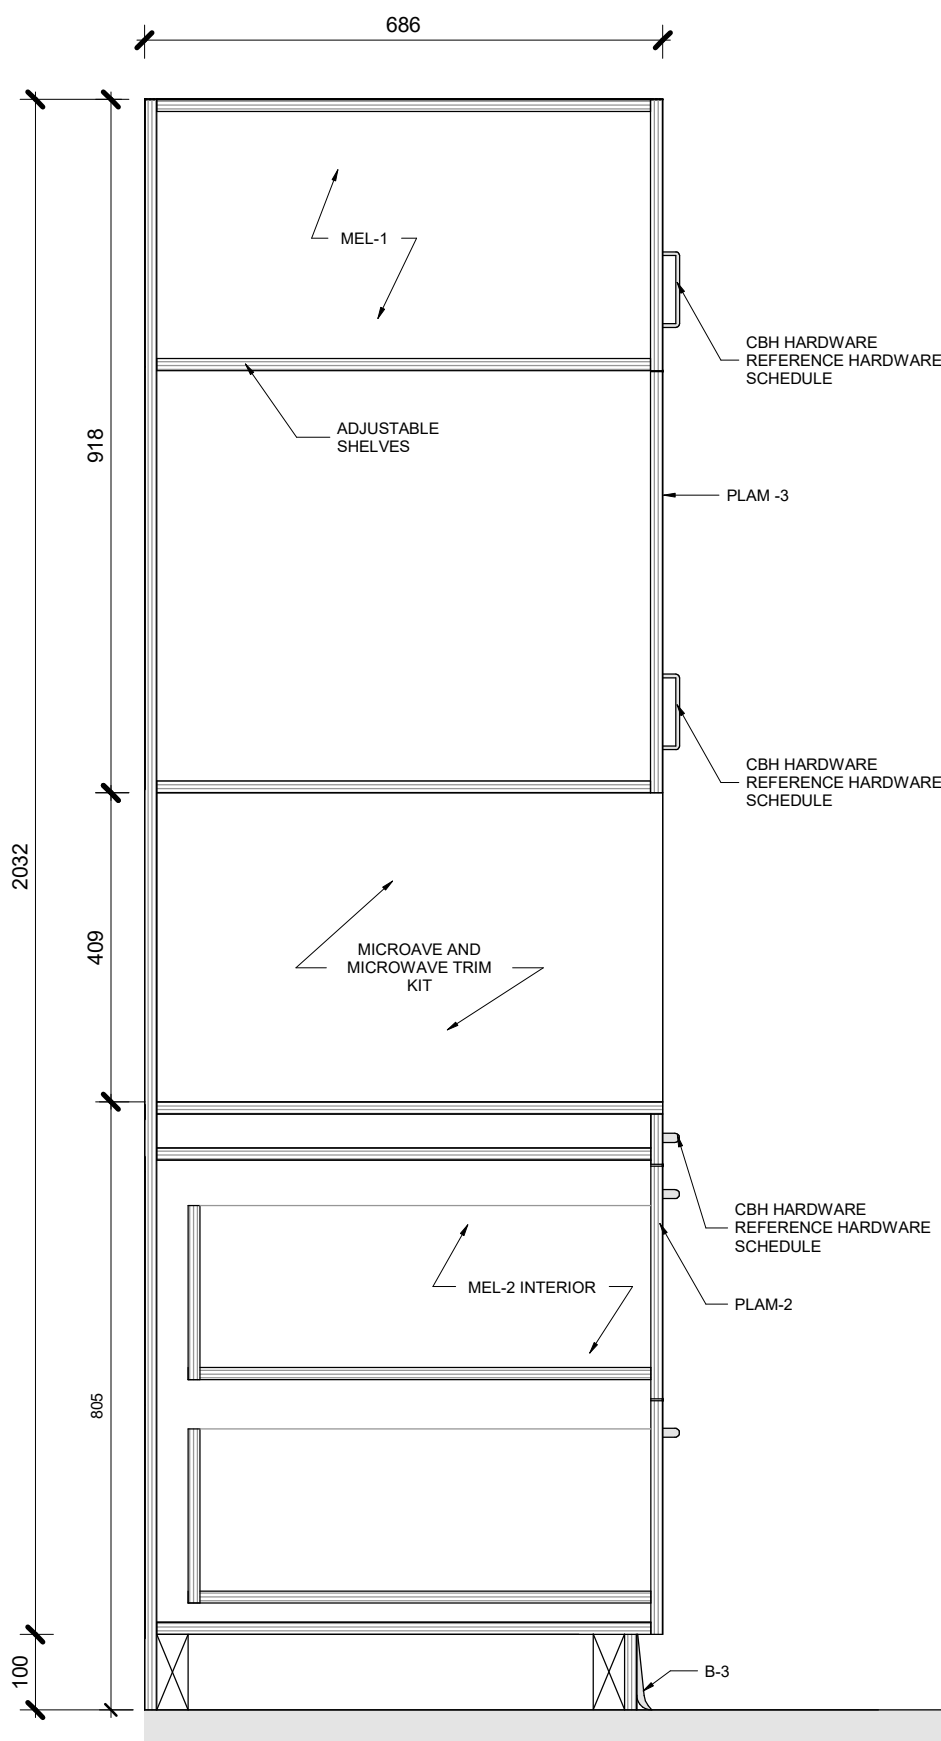 686
MEL-1
CBH HARDWARE
REFERENCE HARDWARE
SCHEDULE
ADJUSTABLE
SHELVES
918
PLAM -3
CBH HARDWARE
REFERENCE HARDWARE
SCHEDULE
2032
409
MICROAVE AND
MICROWAVE TRIM
KIT
CBH HARDWARE
REFERENCE HARDWARE
SCHEDULE
MEL-2 INTERIOR
PLAM-2
805
100
B-3